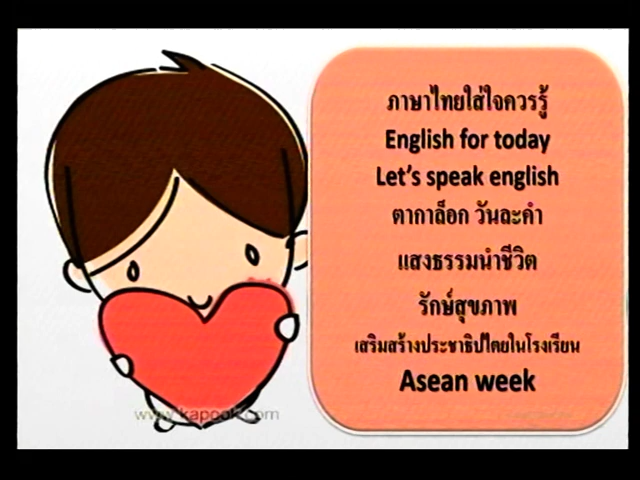 ภาษาไทยใส่ใจควรรู้
English for today
Let's speak english
ตากาล็อก วันละคำ
แสงธรรมนำชีวิต
รักษ์สุขภาพ
เสริมสร้างประชาธิปไตยในโรงเรียน
Asean week
www.kapook.com